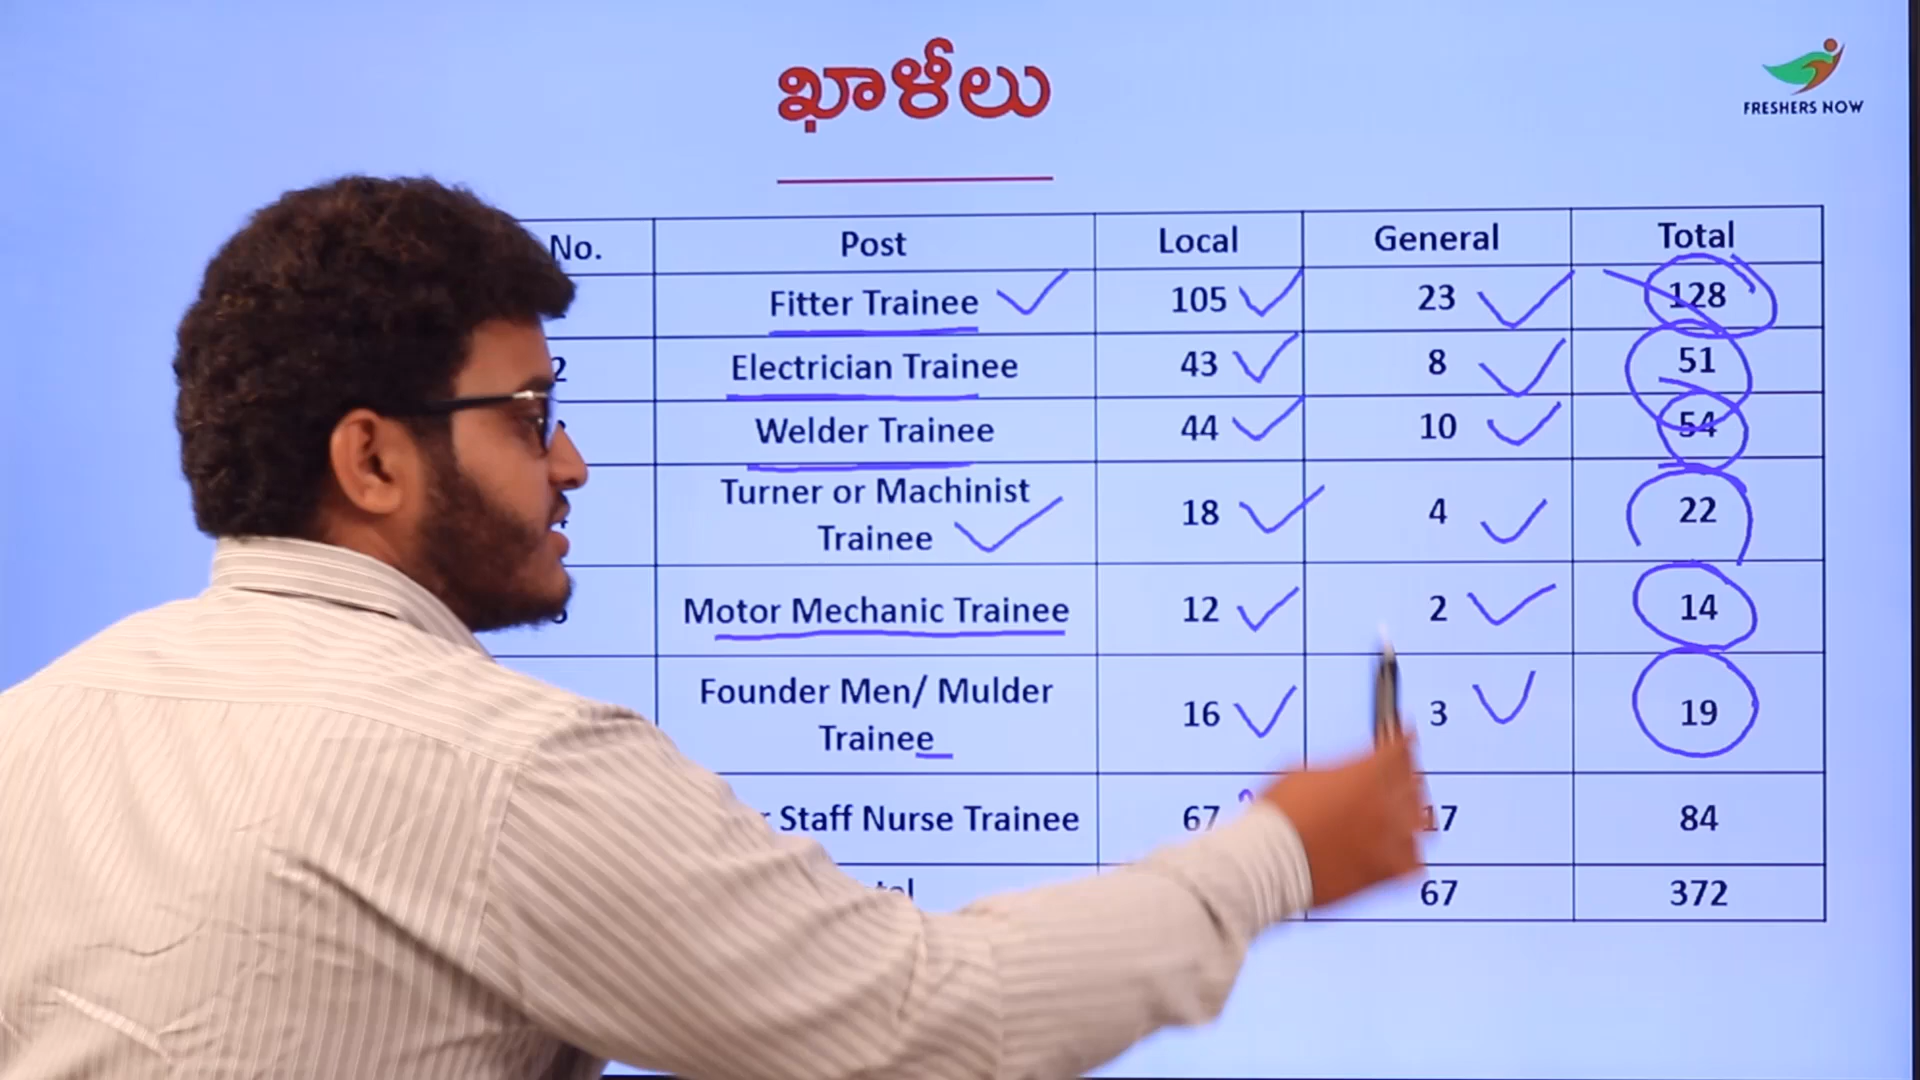 ఖాళీలు
FRESHERS NOW
No. Post Local General Total
Fitter Trainee 105 23 128
2 Electrician Trainee 43 8 51
Welder Trainee 44 10 54
Turner or Machinist
Trainee 18 4 22
Motor Mechanic Trainee 12 2 14
Founder Men/ Mulder
Trainee 16 3 19
Staff Nurse Trainee 67 17 84
67 372